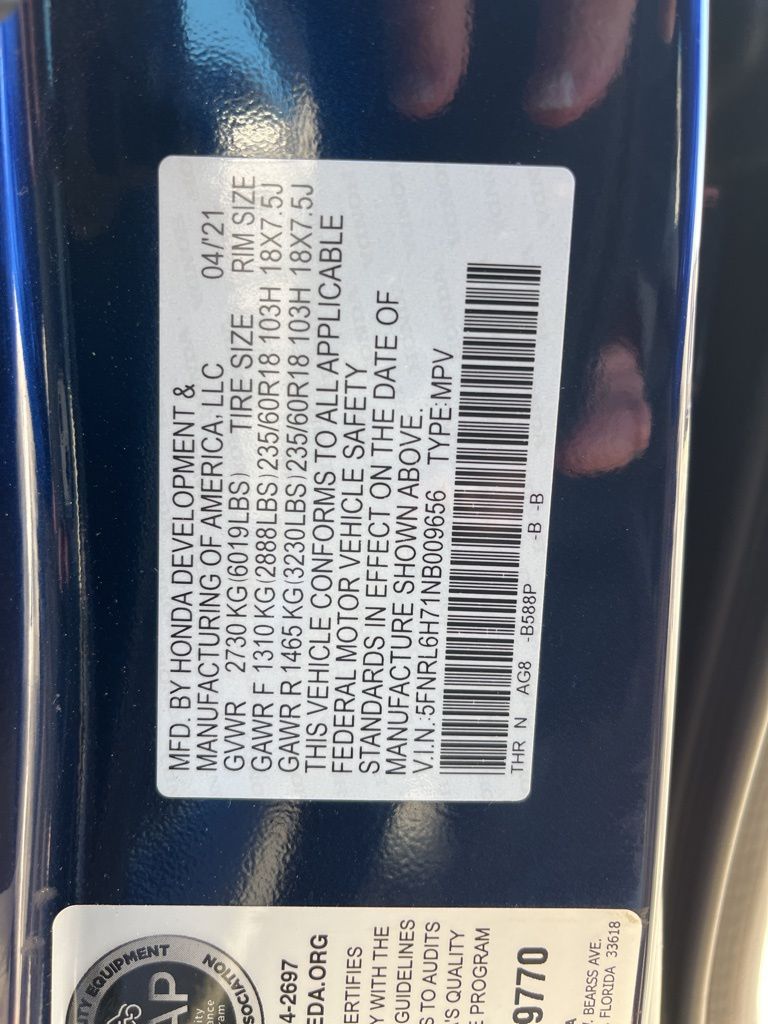 MFD. BY HONDA DEVELOPMENT &
MANUFACTURING OF AMERICA, LLC 04/'21
GVWR 2730 KG (6019LBS) TIRE SIZE RIM SIZE
GAWR F 1310 KG (2888LBS) 235/60R18 103H 18X7.5J
GAWR R 1465 KG (3230LBS) 235/60R18 103H 18X7.5J
THIS VEHICLE CONFORMS TO ALL APPLICABLE
FEDERAL MOTOR VEHICLE SAFETY
STANDARDS IN EFFECT ON THE DATE OF
MANUFACTURE SHOWN ABOVE.
V.I.N.:5FNRL6H71NB009656 TYPE:MPV
THR N AG8 -B588P -B -B
EQUIPMENT
AP
4-2697
EDA.ORG
ERTIFIES
Y WITH THE
GUIDELINES
S TO AUDITS
'S QUALITY
E PROGRAM
9770
BEARSS AVE.
FLORIDA 33618